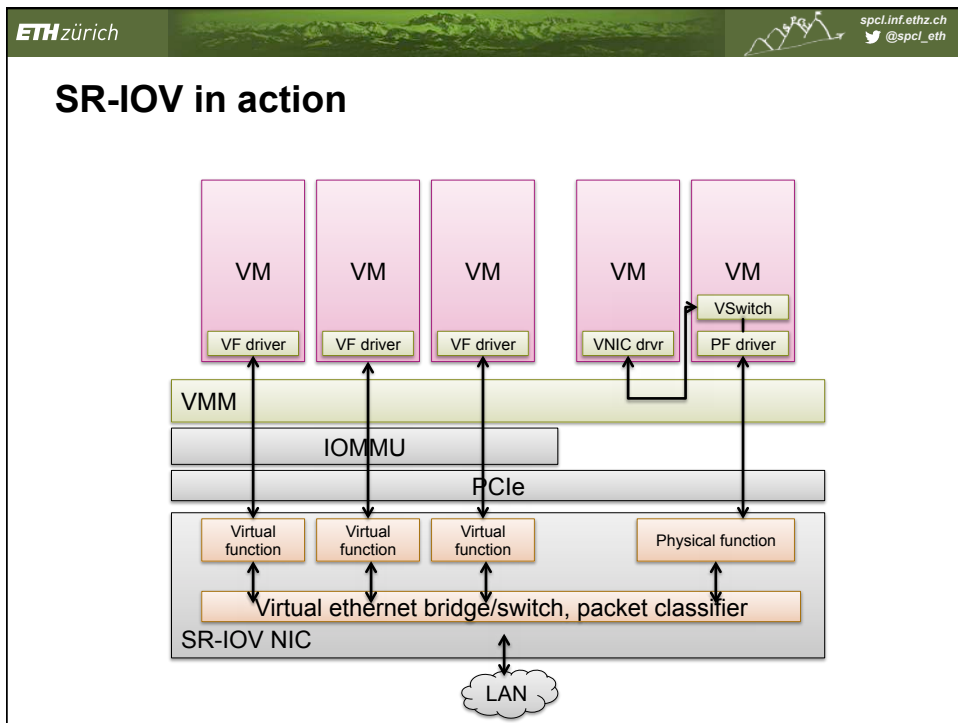 ETH zürich
spcl.inf.ethz.ch
@spcl_eth
SR-IOV in action
VM
VM
VM
VM
VM
VSwitch
VF driver
VF driver
VF driver
VNIC drvr
PF driver
VMM
IOMMU
PCIe
Virtual
function
Virtual
function
Virtual
function
Physical function
Virtual ethernet bridge/switch, packet classifier
SR-IOV NIC
LAN